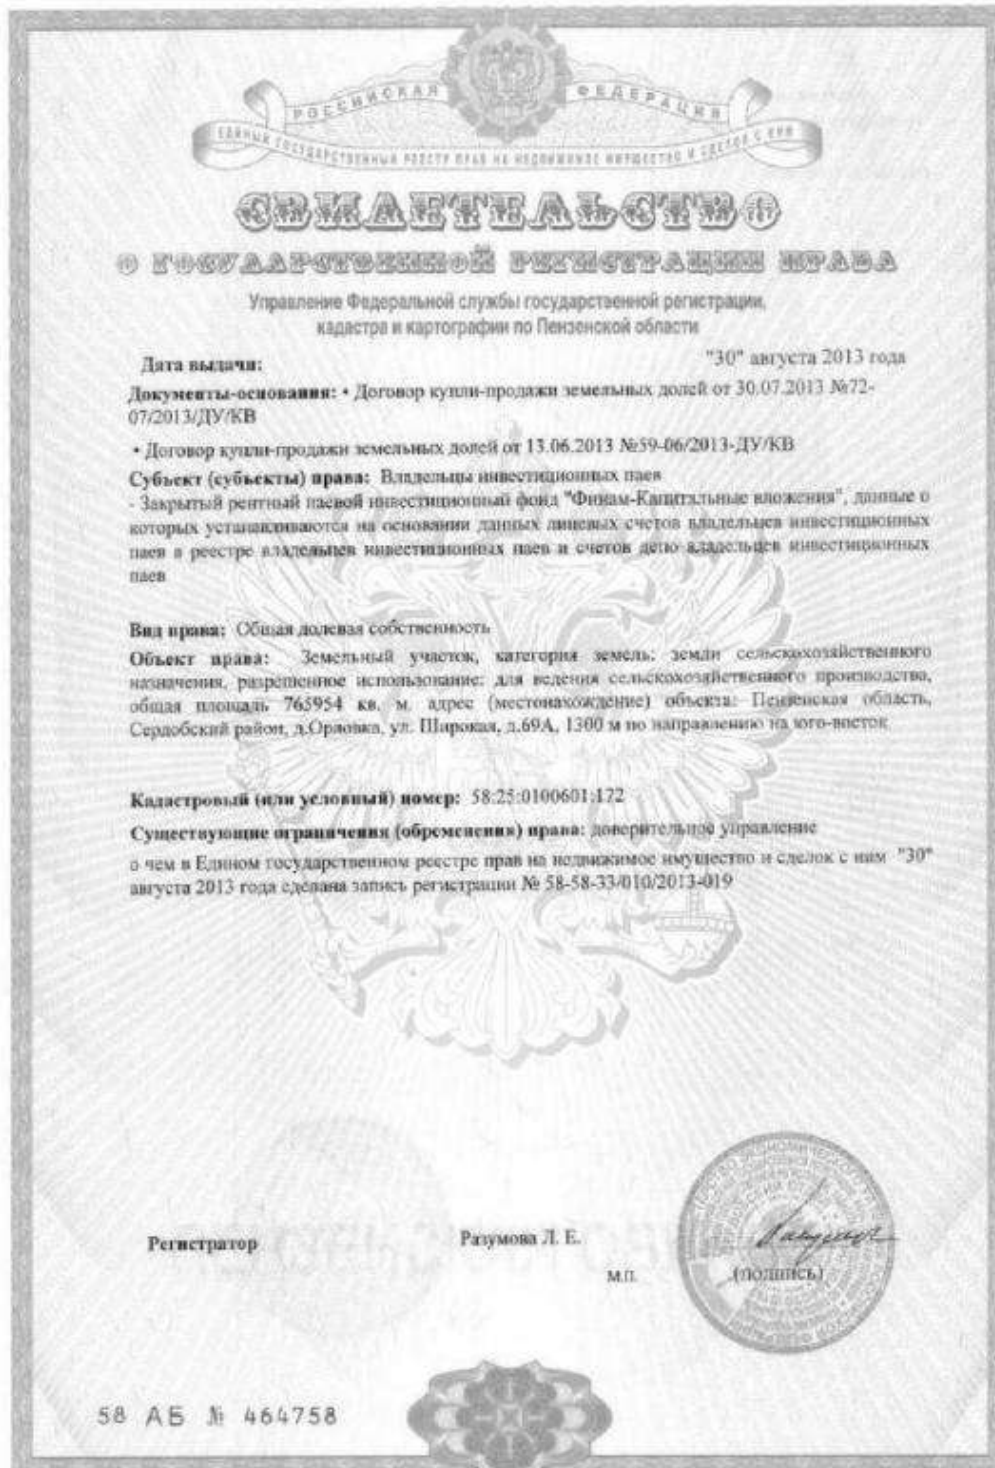 РОССИЙСКАЯ ФЕДЕРАЦИЯ
ЕДИНЫЙ ГОСУДАРСТВЕННЫЙ РЕЕСТР ПРАВ НА НЕДВИЖИМОЕ ИМУЩЕСТВО И СДЕЛОК С НИМ
СВИДЕТЕЛЬСТВО
О ГОСУДАРСТВЕННОЙ РЕГИСТРАЦИИ ПРАВА
Управление Федеральной службы государственной регистрации,
кадастра и картографии по Пензенской области
Дата выдачи: "30" августа 2013 года
Документы-основания: • Договор купли-продажи земельных долей от 30.07.2013 №72-
07/2013/ДУ/КВ
• Договор купли-продажи земельных долей от 13.06.2013 №59-06/2013-ДУ/КВ
Субъект (субъекты) права: Владельцы инвестиционных паев
- Закрытый рентный паевой инвестиционный фонд "Финам-Капитальные вложения", данные о
которых устанавливаются на основании данных лицевых счетов владельцев инвестиционных
паев в реестре владельцев инвестиционных паев и счетов депо владельцев инвестиционных
паев
Вид права: Общая долевая собственность
Объект права: Земельный участок, категория земель: земли сельскохозяйственного
назначения, разрешенное использование: для ведения сельскохозяйственного производства,
общая площадь 765954 кв. м, адрес (местонахождение) объекта: Пензенская область,
Сердобский район, д.Орловка, ул. Широкая, д.69А, 1300 м по направлению на юго-восток
Кадастровый (или условный) номер: 58:25:0100601:172
Существующие ограничения (обременения) права: доверительное управление
о чем в Едином государственном реестре прав на недвижимое имущество и сделок с ним "30"
августа 2013 года сделана запись регистрации № 58-58-33/010/2013-019
Регистратор Разумова Л. Е.
М.П. (подпись)
58 АБ № 464758